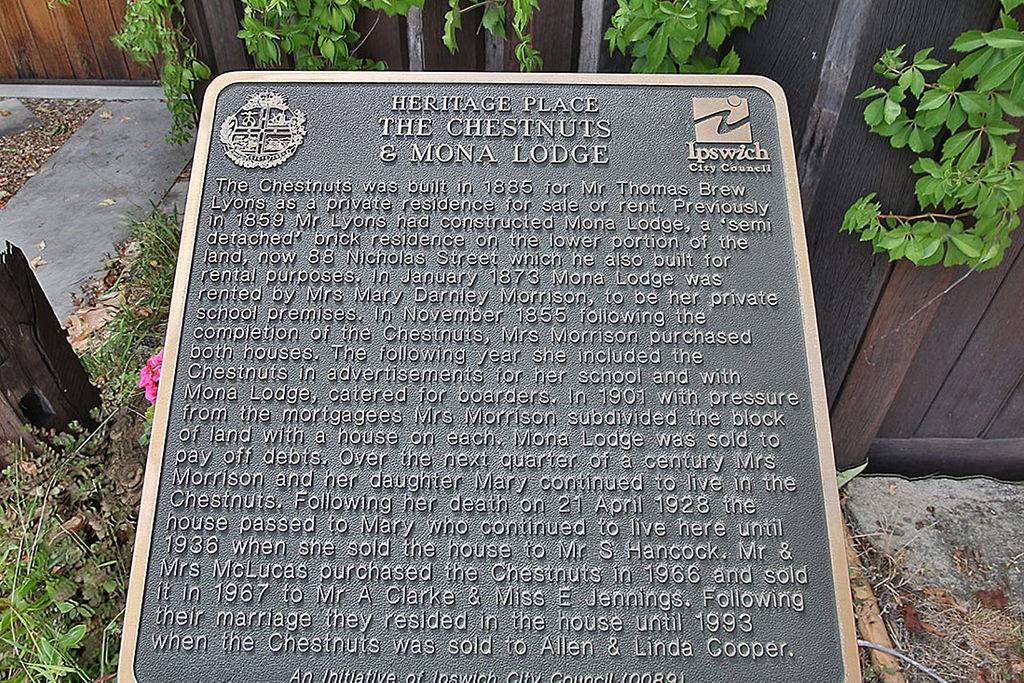 HERITAGE PLACE
THE CHESTNUTS
& MONA LODGE
Ipswich
City Council
The Chestnuts was built in 1885 for Mr Thomas Brew
Lyons as a private residence for sale or rent. Previously
in 1859 Mr Lyons had constructed Mona Lodge, a 'semi
detached' brick residence on the lower portion of the
land, now 88 Nicholas Street which he also built for
rental purposes. In January 1873 Mona Lodge was
rented by Mrs Mary Darnley Morrison, to be her private
school premises. In November 1855 following the
completion of the Chestnuts, Mrs Morrison purchased
both houses. The following year she included the
Chestnuts in advertisements for her school and with
Mona Lodge, catered for boarders. In 1901 with pressure
from the mortgagees Mrs Morrison subdivided the block
of land with a house on each. Mona Lodge was sold to
pay off debts. Over the next quarter of a century Mrs
Morrison and her daughter Mary continued to live in the
Chestnuts. Following her death on 21 April 1928 the
house passed to Mary who continued to live here until
1936 when she sold the house to Mr S Hancock. Mr &
Mrs McLucas purchased the Chestnuts in 1966 and sold
it in 1967 to Mr A Clarke & Miss E Jennings. Following
their marriage they resided in the house until 1993
when the Chestnuts was sold to Allen & Linda Cooper.
An Initiative of Ipswich City Council (0089)